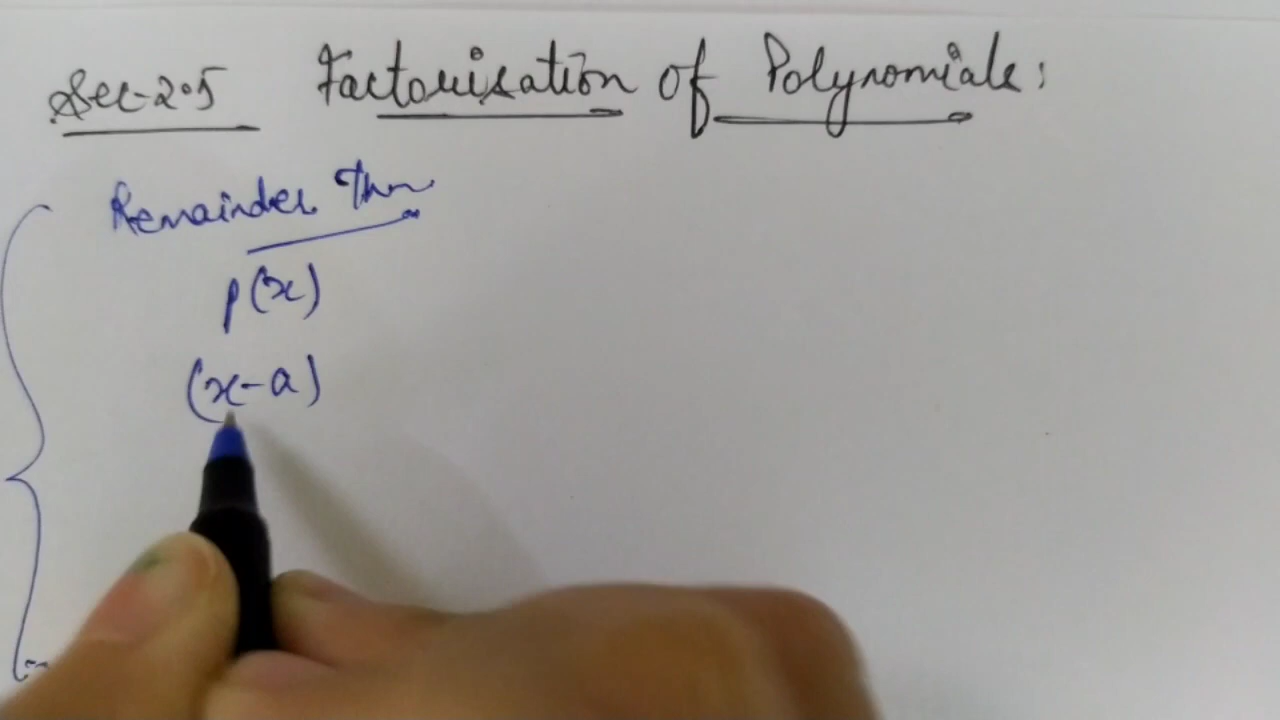 Sec-2.5 Factorisation of Polynomials:
Remainder Thm
p(x)
(x-a)